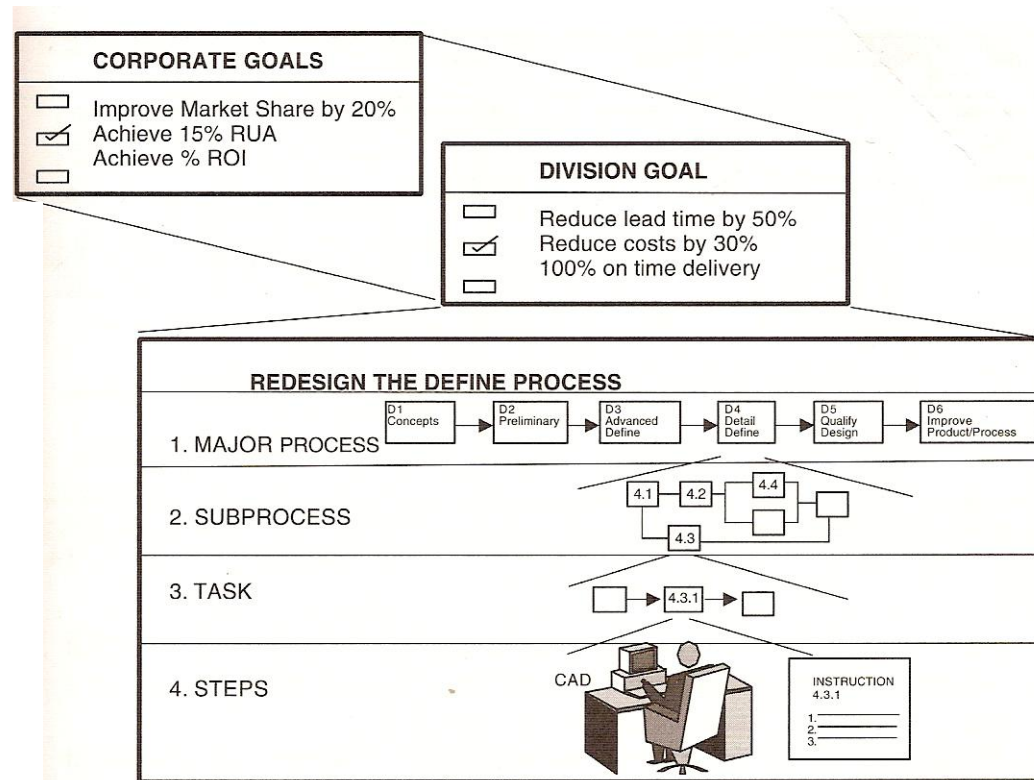 CORPORATE GOALS
Improve Market Share by 20%
Achieve 15% RUA
Achieve % ROI
DIVISION GOAL
Reduce lead time by 50%
Reduce costs by 30%
100% on time delivery
REDESIGN THE DEFINE PROCESS
1. MAJOR PROCESS
D1
Concepts
D2
Preliminary
D3
Advanced
Define
D4
Detail
Define
D5
Qualify
Design
D6
Improve
Product/Process
2. SUBPROCESS
4.1
4.2
4.4
4.3
3. TASK
4.3.1
4. STEPS
CAD
INSTRUCTION
4.3.1
1.
2.
3.